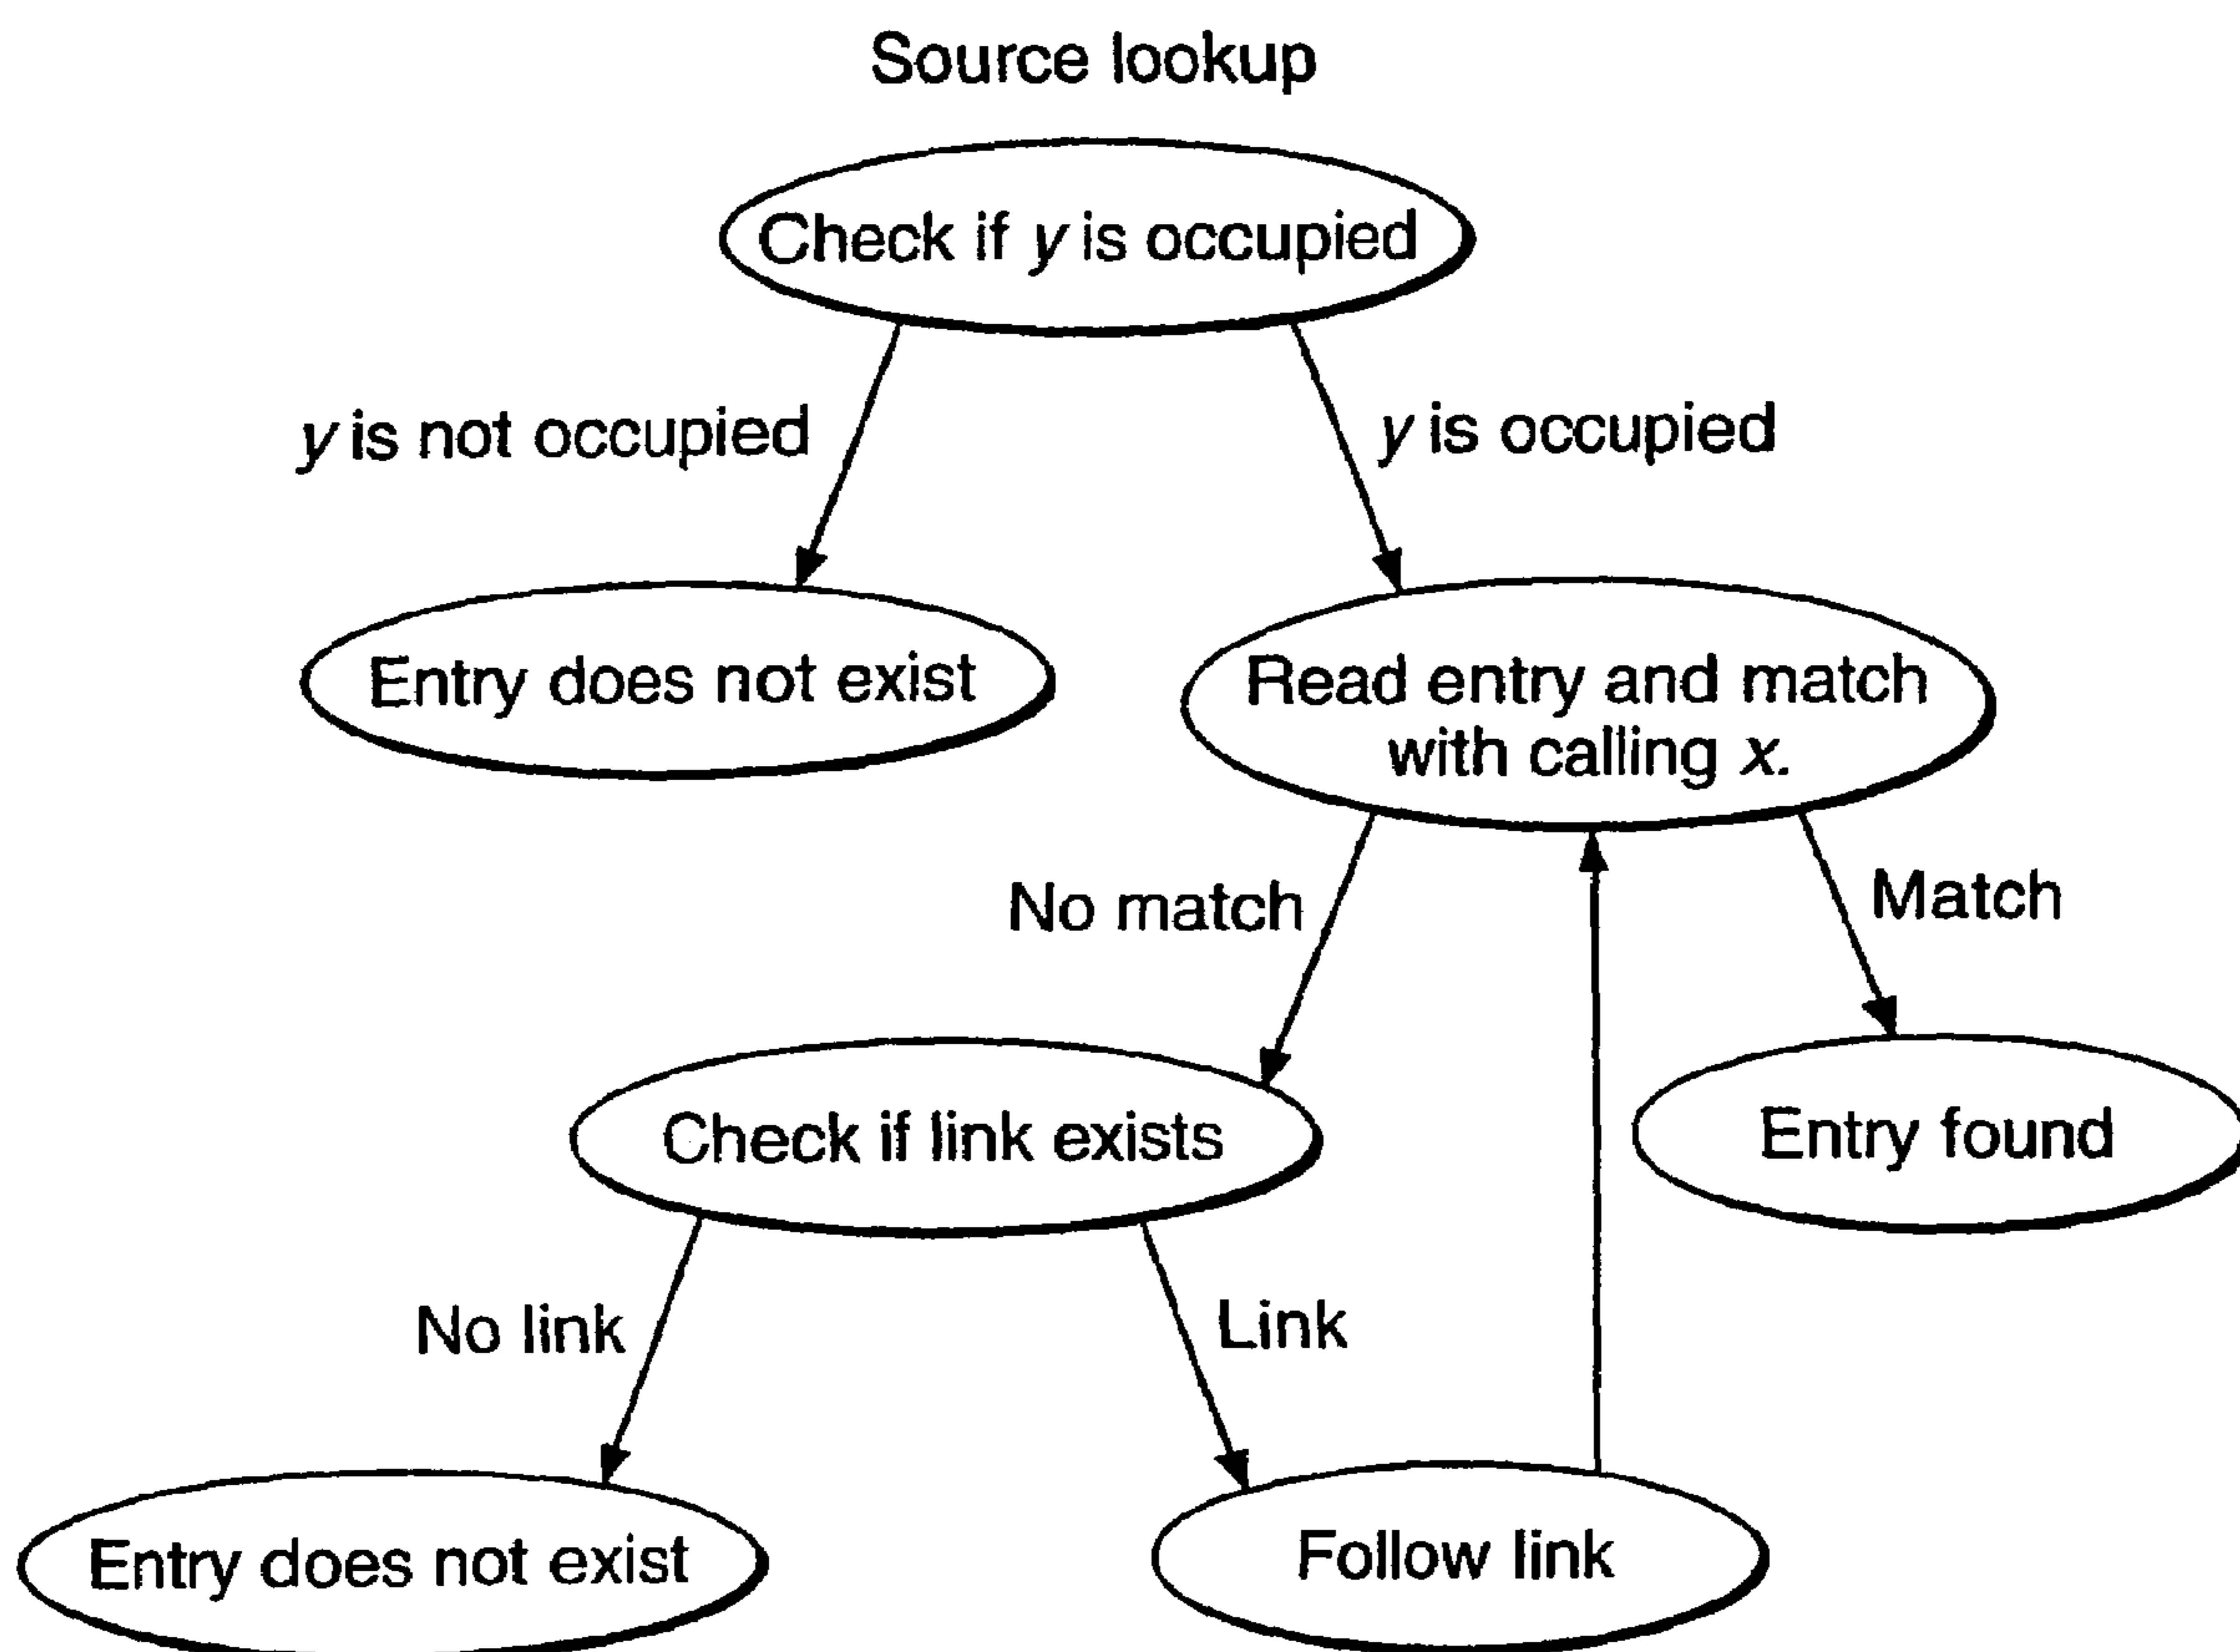 Source lookup
Check if y is occupied
y is not occupied
y is occupied
Entry does not exist
Read entry and match
with calling x.
No match
Match
Check if link exists
Entry found
No link
Link
Entry does not exist
Follow link